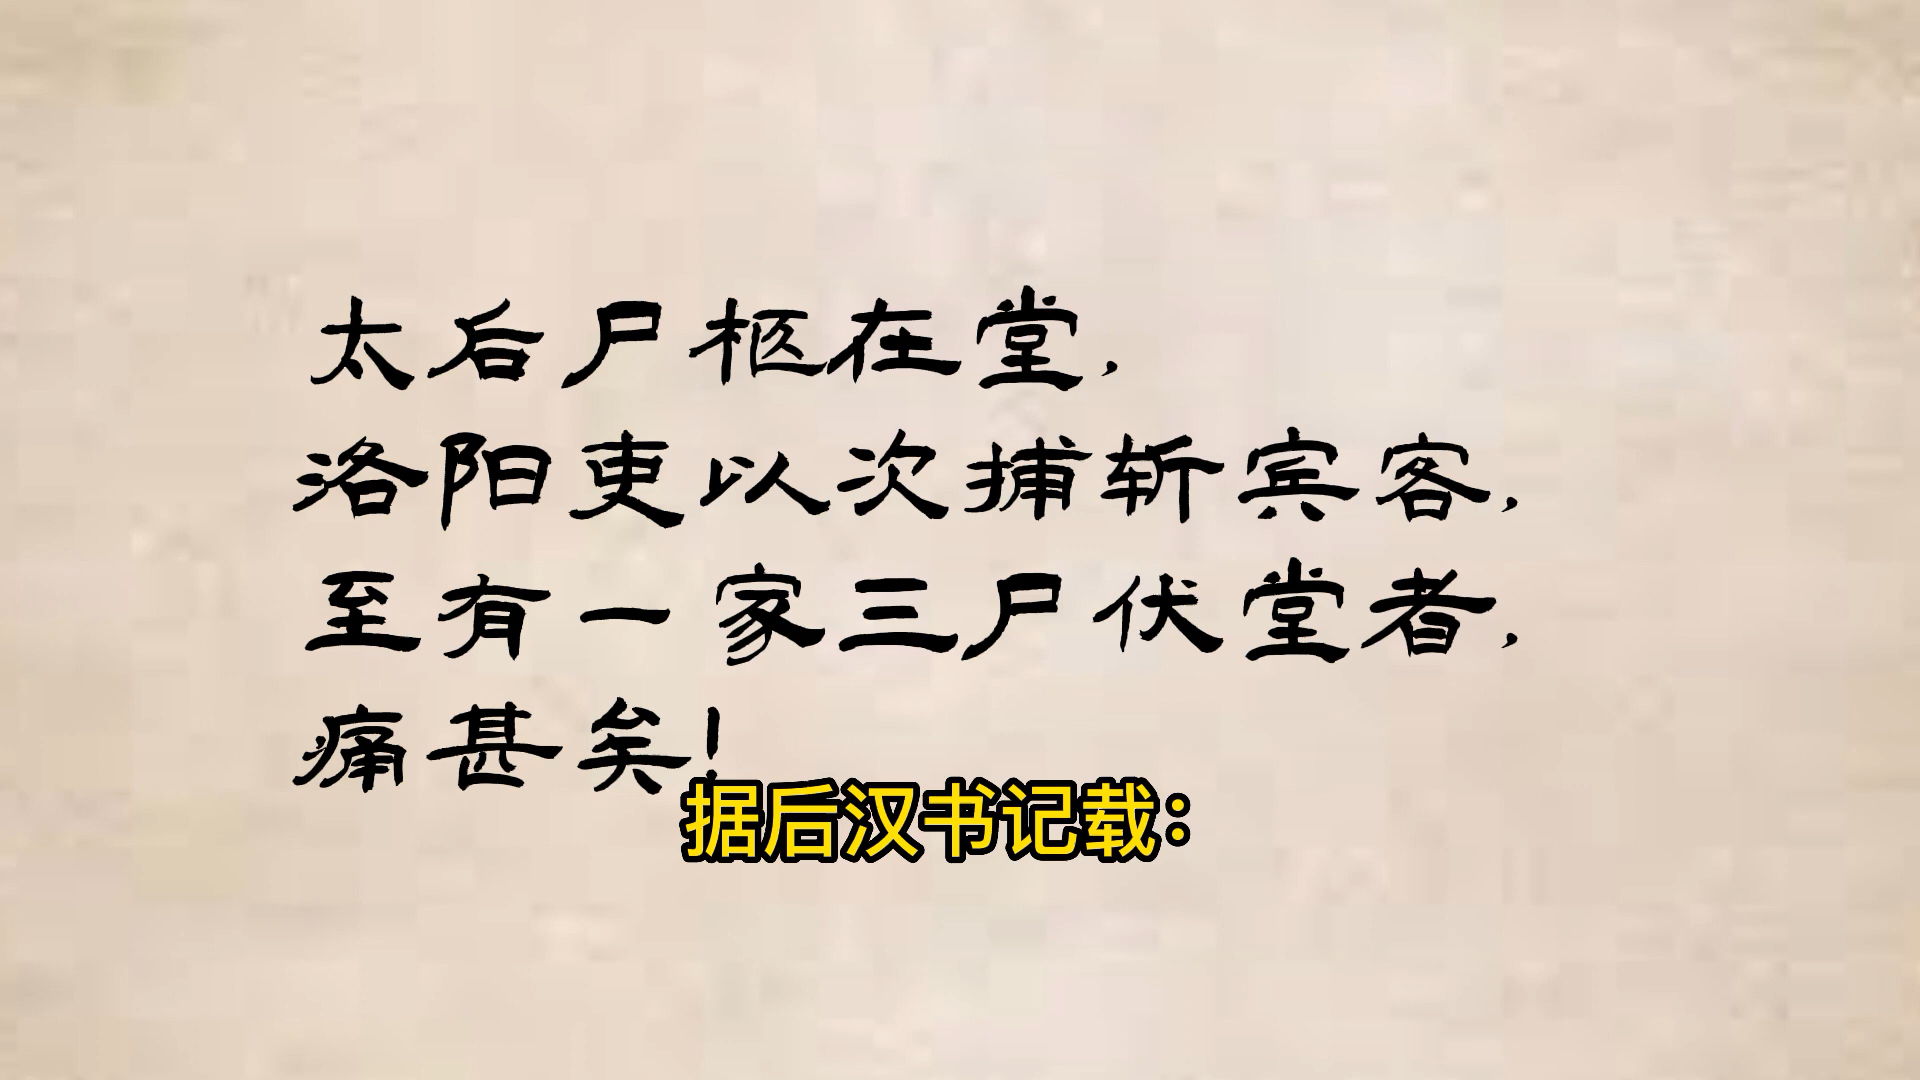 太后尸柩在堂,
洛阳吏以次捕斩宾客,
至有一家三尸伏堂者,
痛甚矣!
据后汉书记载: